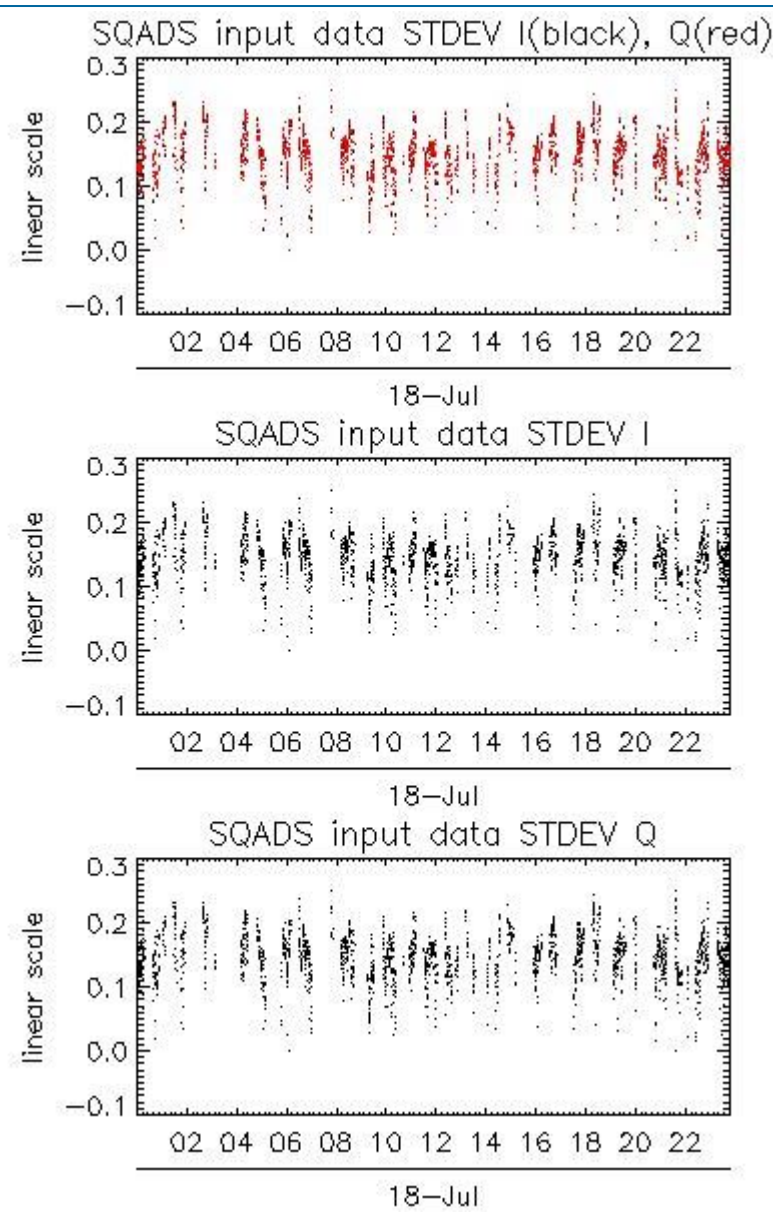 SQADS input data STDEV I(black), Q(red)
0.3
0.2
0.1
0.0
−0.1
linear scale
02 04 06 08 10 12 14 16 18 20 22
18−Jul
SQADS input data STDEV I
0.3
0.2
0.1
0.0
−0.1
linear scale
02 04 06 08 10 12 14 16 18 20 22
18−Jul
SQADS input data STDEV Q
0.3
0.2
0.1
0.0
−0.1
linear scale
02 04 06 08 10 12 14 16 18 20 22
18−Jul